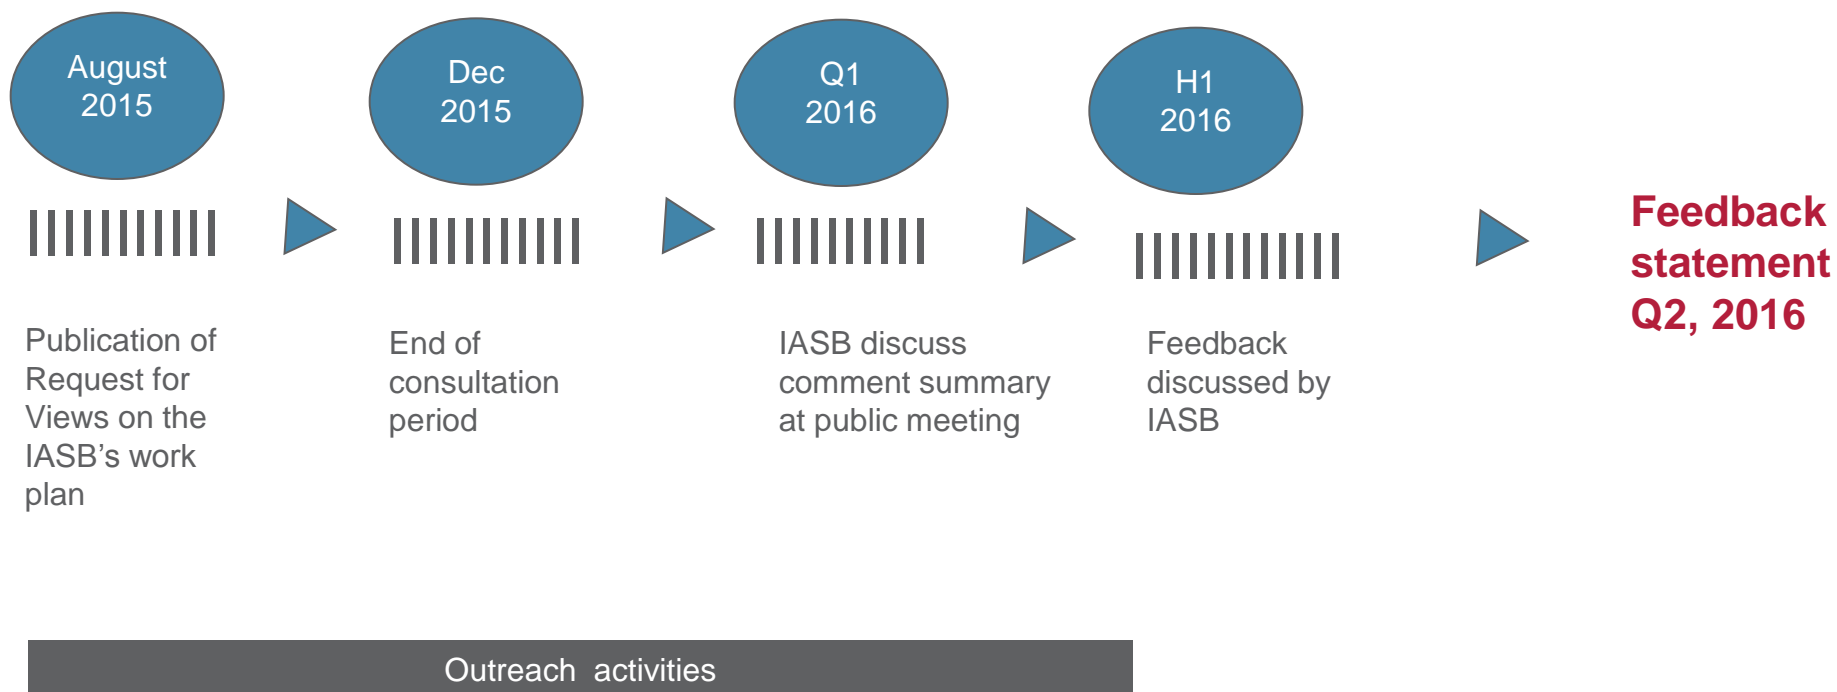 August
2015
Dec
2015
Q1
2016
H1
2016
Publication of
Request for
Views on the
IASB’s work
plan
End of
consultation
period
IASB discuss
comment summary
at public meeting
Feedback
discussed by
IASB
Feedback
statement
Q2, 2016
Outreach activities